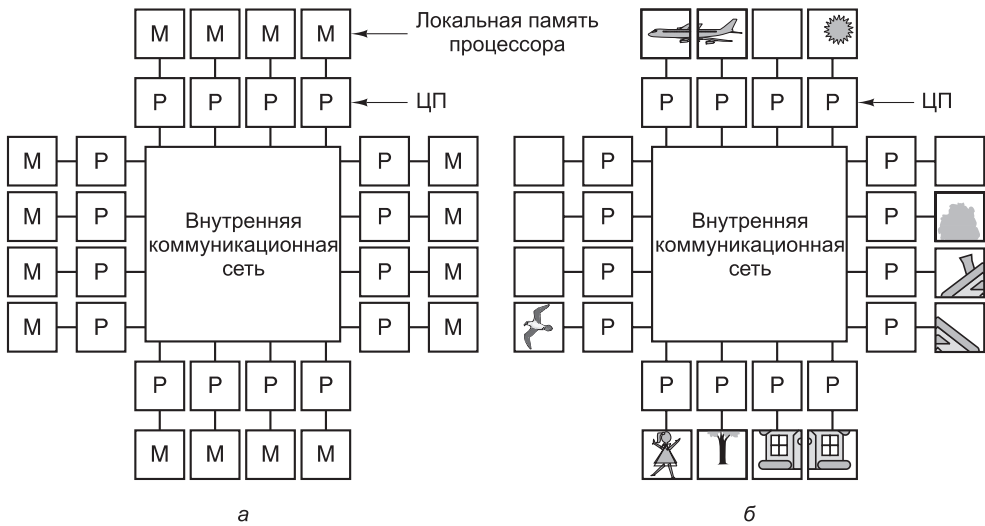 М М М М
Локальная память
процессора
Р Р Р Р
ЦП
Р Р Р Р
ЦП
М Р
Р М
Р
Р
М Р
Р М
Р
Р
М Р
Р М
Р
Р
М Р
Р М
Р
Р
Внутренняя
коммуникационная
сеть
Внутренняя
коммуникационная
сеть
Р Р Р Р
Р Р Р Р
М М М М
а
б